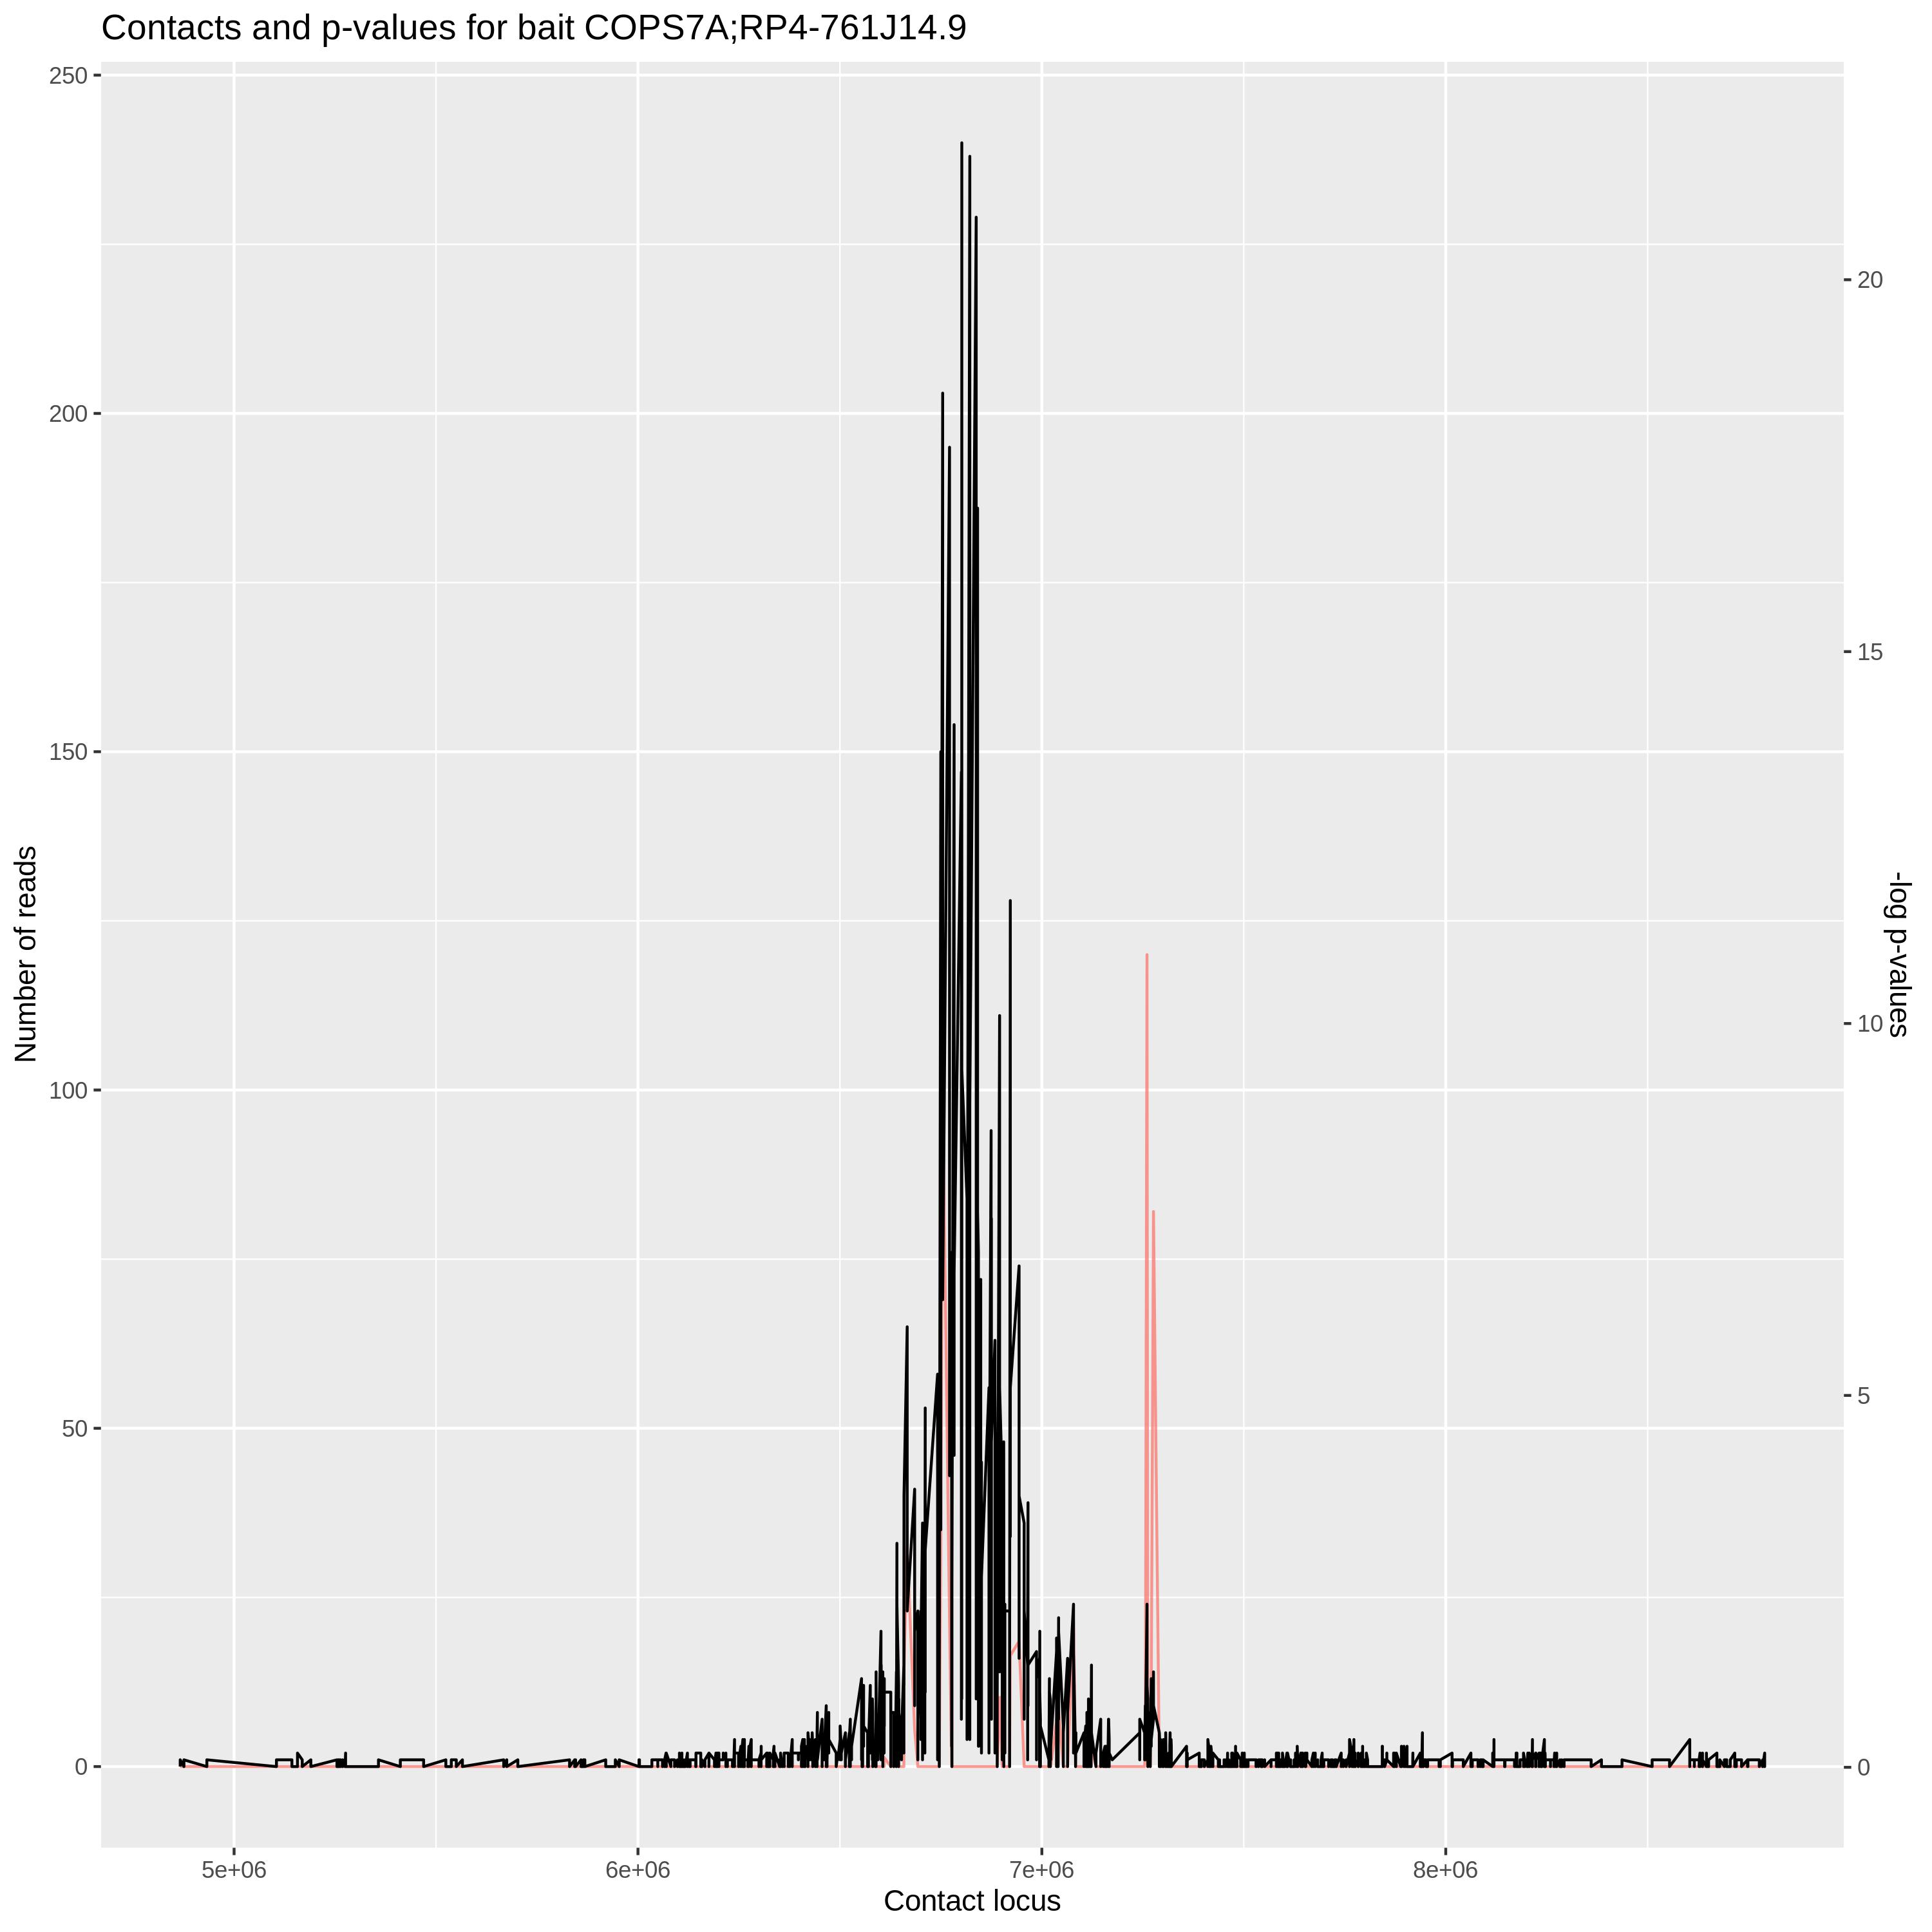 Contacts and p-values for bait COPS7A;RP4-761J14.9
250
200
150
100
50
0
Number of reads
20
15
10
5
0
-log p-values
5e+06
6e+06
7e+06
8e+06
Contact locus